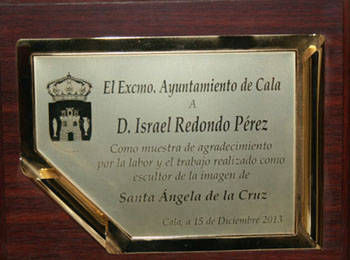 El Excmo. Ayuntamiento de Cala
A
D. Israel Redondo Pérez
Como muestra de agradecimiento
por la labor y el trabajo realizado como
escultor de la imagen de
Santa Ángela de la Cruz
Cala, a 15 de Diciembre 2013